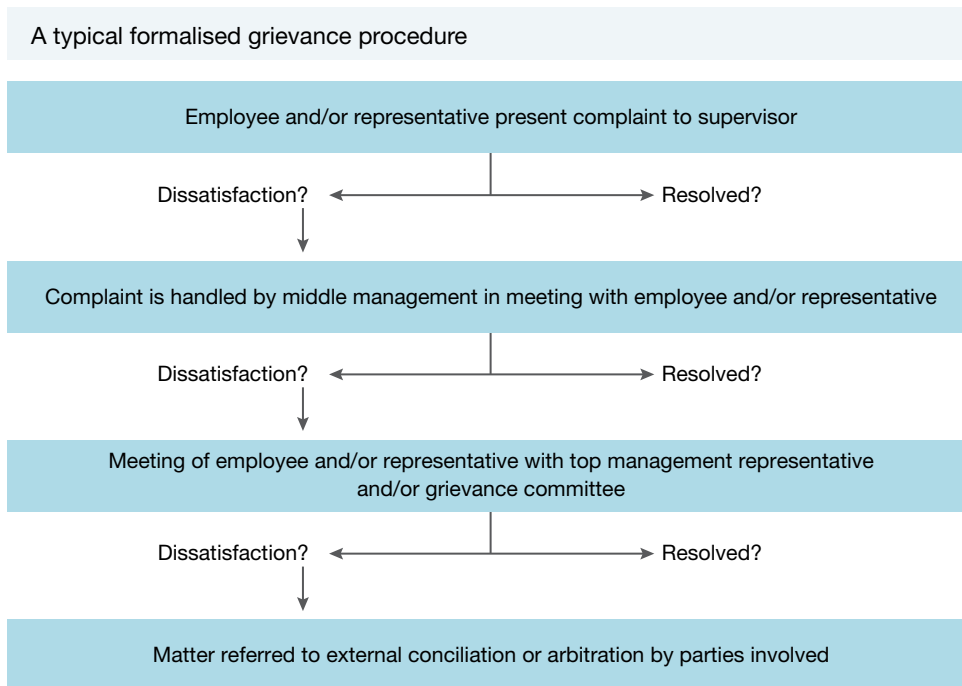 A typical formalised grievance procedure
Employee and/or representative present complaint to supervisor
Dissatisfaction?
Resolved?
Complaint is handled by middle management in meeting with employee and/or representative
Dissatisfaction?
Resolved?
Meeting of employee and/or representative with top management representative
and/or grievance committee
Dissatisfaction?
Resolved?
Matter referred to external conciliation or arbitration by parties involved